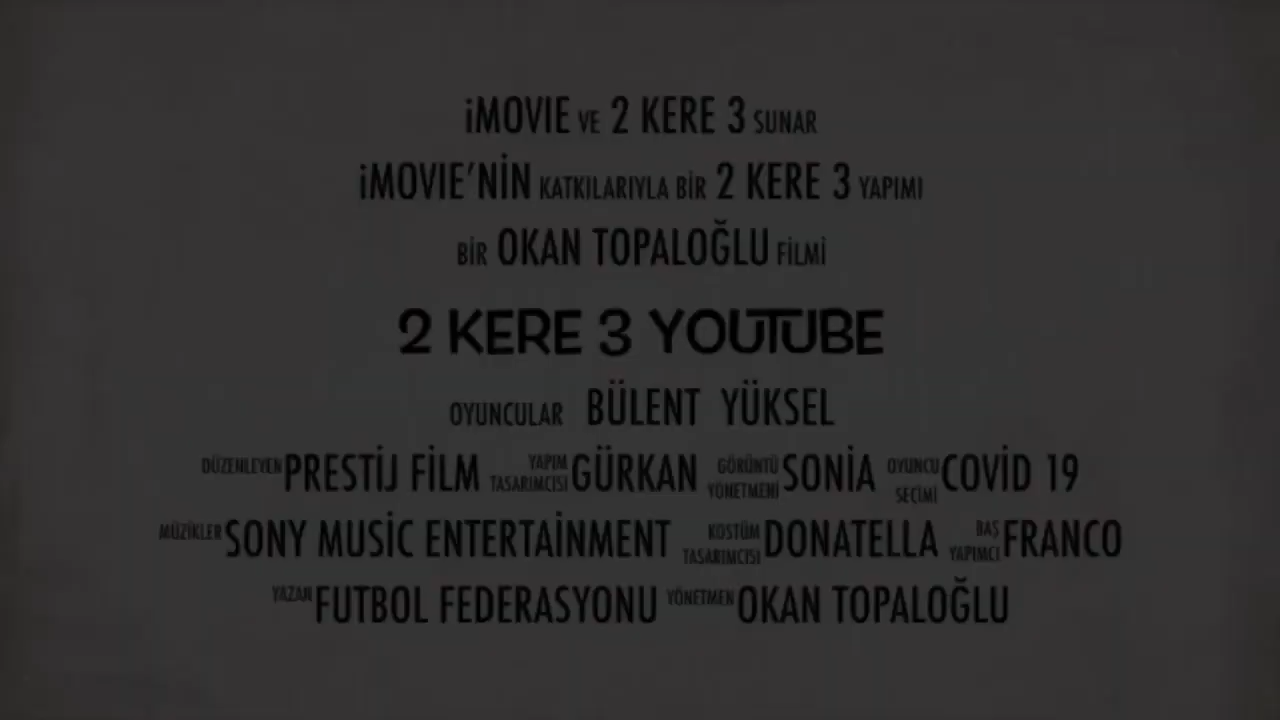 iMOVIE VE 2 KERE 3 SUNAR
iMOVIE'NİN KATKILARIYLA BİR 2 KERE 3 YAPIMI
BİR OKAN TOPALOĞLU FİLMİ
2 KERE 3 YOUTUBE
OYUNCULAR BÜLENT YÜKSEL
DÜZENLEYEN PRESTİJ FİLM YAPIM TASARIMCISI GÜRKAN GÖRÜNTÜ YÖNETMENİ SONİA OYUNCU SEÇİMİ COVİD 19
MÜZİKLER SONY MUSİC ENTERTAİNMENT KOSTÜM TASARIMCISI DONATELLA BAŞ YAPIMCI FRANCO
YAZAN FUTBOL FEDERASYONU YÖNETMEN OKAN TOPALOĞLU